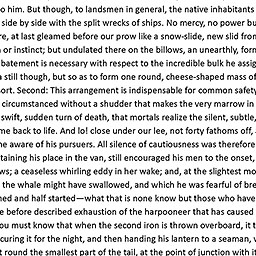 oo him. But though, to landsmen in general, the native inhabitants
side by side with the split wrecks of ships. No mercy, no power bu
re, at last gleamed before our prow like a snow-slide, new slid from
n or instinct; but undulated there on the billows, an unearthly, form
batement is necessary with respect to the incredible bulk he assig
a still though, but so as to form one round, cheese-shaped mass of
ort. Second: This arrangement is indispensable for common safety
circumstanced without a shudder that makes the very marrow in
swift, sudden turn of death, that mortals realize the silent, subtle,
me back to life. And lo! close under our lee, not forty fathoms off,
ne aware of his pursuers. All silence of cautiousness was therefore
taining his place in the van, still encouraged his men to the onset,
ws; a ceaseless whirling eddy in her wake; and, at the slightest mo
the whale might have swallowed, and which he was fearful of bre
ned and half started—what that is none know but those who have
e before described exhaustion of the harpooneer that has caused
ou must know that when the second iron is thrown overboard, it t
curing it for the night, and then handing his lantern to a seaman, w
t round the smallest part of the tail, at the point of junction with it